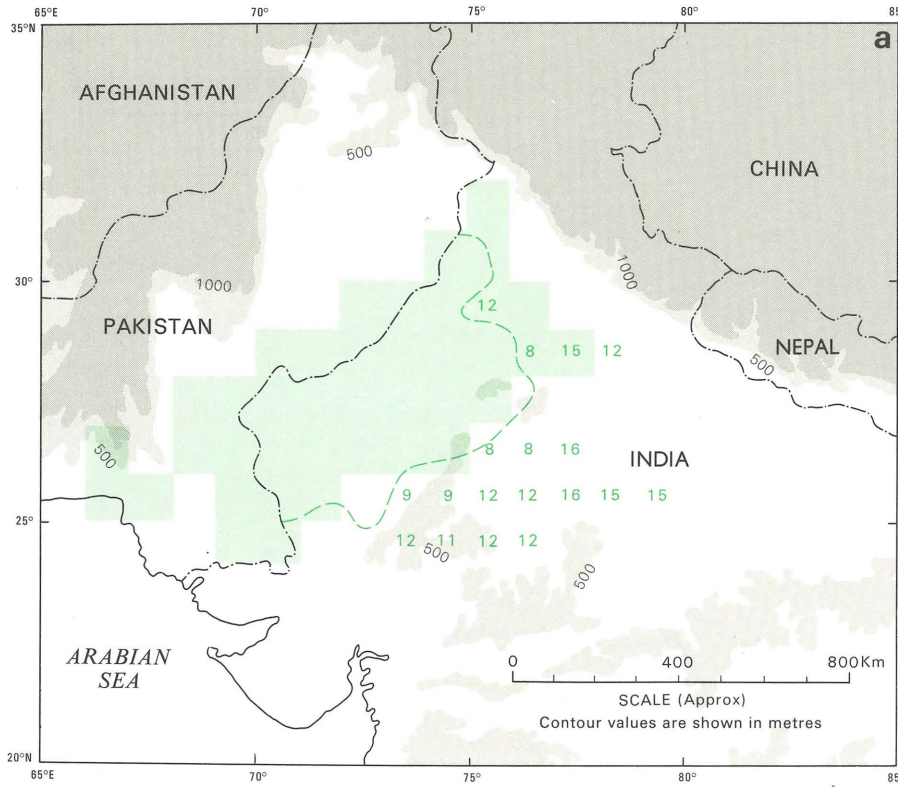 65°E 70° 75° 80° 85
35°N
a
AFGHANISTAN
500
CHINA
30°
1000
1000
12
PAKISTAN
NEPAL
8 15 12
500
500
8 8 16
INDIA
9 9 12 12 16 15 15
25°
12 11 12 12
500
500
ARABIAN
SEA
0 400 800Km
SCALE (Approx)
Contour values are shown in metres
20°N
65°E 70° 75° 80° 85